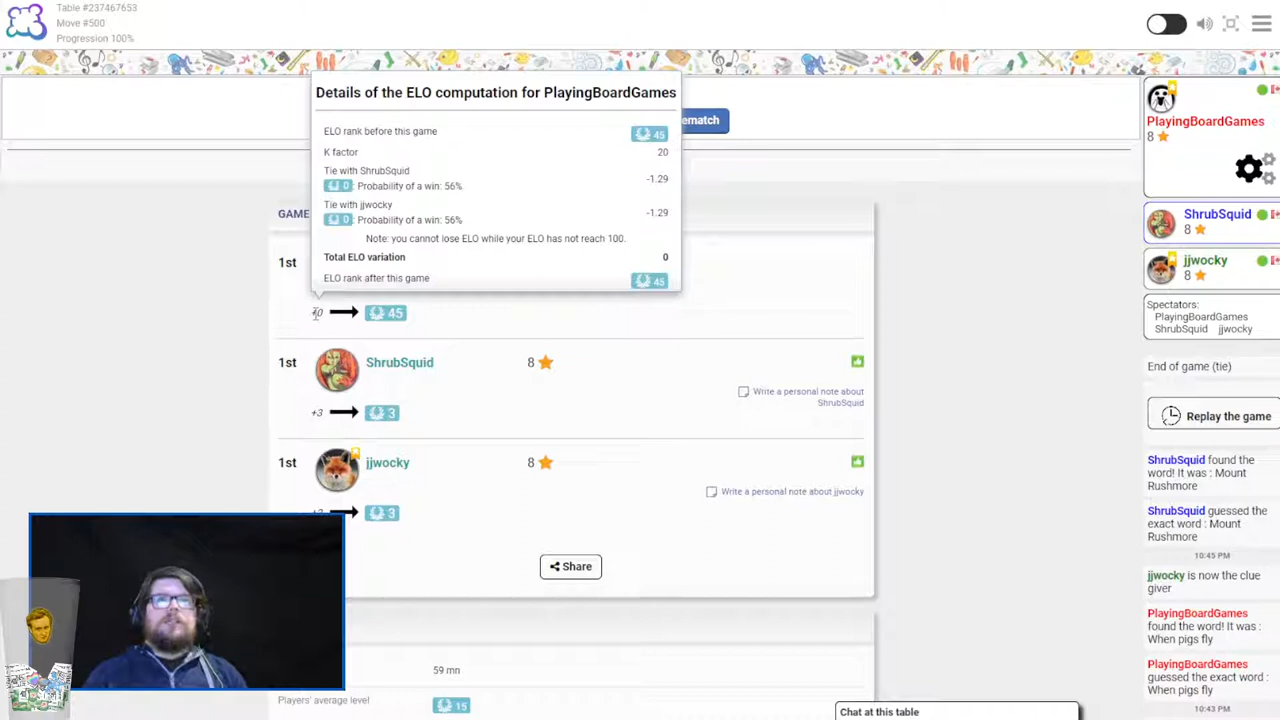 Table #237467653
Move #500
Progression 100%
Details of the ELO computation for PlayingBoardGames
ELO rank before this game 45
K factor 20
Tie with ShrubSquid -1.29
0 : Probability of a win: 56%
Tie with jjwocky -1.29
0 : Probability of a win: 56%
Note: you cannot lose ELO while your ELO has not reach 100.
Total ELO variation 0
ELO rank after this game 45
ematch
GAME
1st
45
1st ShrubSquid 8
Write a personal note about
ShrubSquid
+3 3
1st jjwocky 8
Write a personal note about jjwocky
3
Share
59 mn
Players' average level 15
PlayingBoardGames
8
ShrubSquid
8
jjwocky
8
Spectators:
PlayingBoardGames
ShrubSquid jjwocky
End of game (tie)
Replay the game
ShrubSquid found the
word! It was : Mount
Rushmore
ShrubSquid guessed the
exact word : Mount
Rushmore
10:45 PM
jjwocky is now the clue
giver
PlayingBoardGames
found the word! It was :
When pigs fly
PlayingBoardGames
guessed the exact word :
When pigs fly
10:43 PM
Chat at this table